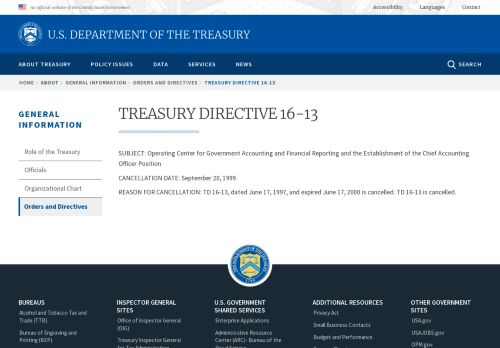 An official website of the United States Government
Accessibility Languages Contact
U.S. DEPARTMENT OF THE TREASURY
ABOUT TREASURY POLICY ISSUES DATA SERVICES NEWS SEARCH
HOME › ABOUT › GENERAL INFORMATION › ORDERS AND DIRECTIVES › TREASURY DIRECTIVE 16-13
GENERAL
INFORMATION
Role of the Treasury
Officials
Organizational Chart
Orders and Directives
TREASURY DIRECTIVE 16-13
SUBJECT: Operating Center for Government Accounting and Financial Reporting and the Establishment of the Chief Accounting
Officer Position
CANCELLATION DATE: September 20, 1999
REASON FOR CANCELLATION: TD 16-13, dated June 17, 1997, and expired June 17, 2000 is cancelled. TD 16-13 is cancelled.
BUREAUS
Alcohol and Tobacco Tax and
Trade (TTB)
Bureau of Engraving and
Printing (BEP)
INSPECTOR GENERAL
SITES
Office of Inspector General
(OIG)
Treasury Inspector General
U.S. GOVERNMENT
SHARED SERVICES
Enterprise Applications
Administrative Resource
Center (ARC)- Bureau of the
ADDITIONAL RESOURCES
Privacy Act
Small Business Contacts
Budget and Performance
OTHER GOVERNMENT
SITES
USA.gov
USAJOBS.gov
OPM.gov